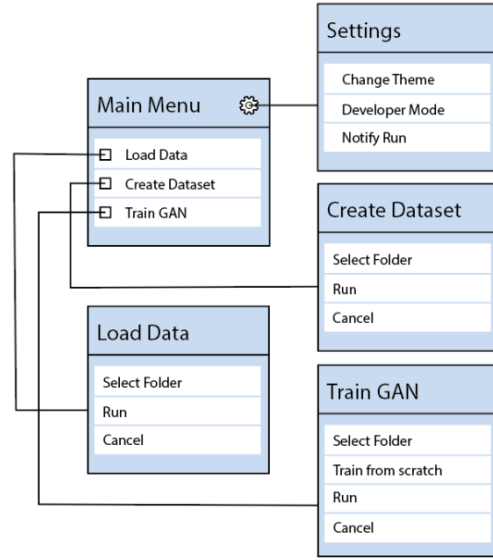 Settings
Change Theme
Developer Mode
Notify Run
Main Menu
Load Data
Create Dataset
Train GAN
Create Dataset
Select Folder
Run
Cancel
Load Data
Select Folder
Run
Cancel
Train GAN
Select Folder
Train from scratch
Run
Cancel